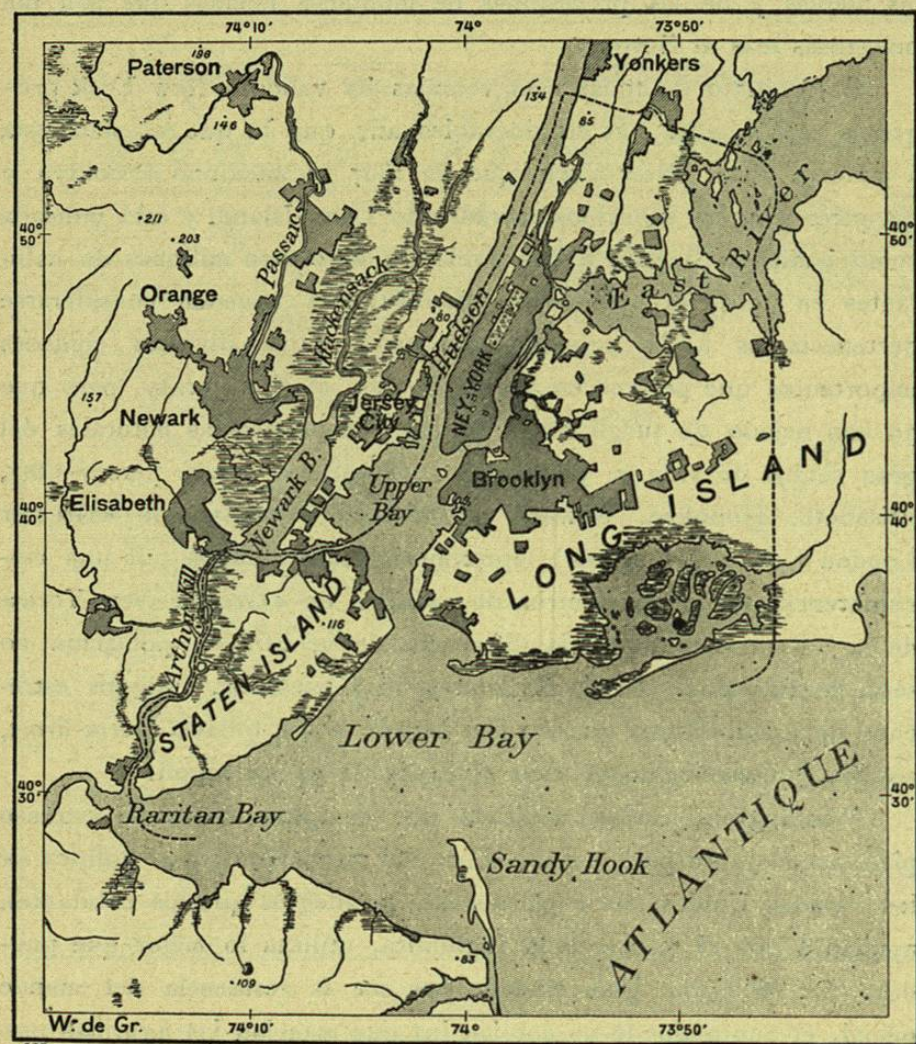 74°10′ 74° 73°50′
198
Paterson
Yonkers
146
134
85
211
203
40°
50′
40°
50′
Passaic
Hackensack
Hudson
East River
Orange
80
NEY-YORK
157
Newark
Jersey
City
Newark B.
Upper
Bay
Brooklyn
LONG ISLAND
Elisabeth
40°
40′
40°
40′
Arthur Kill
STATEN ISLAND
116
Lower Bay
40°
30′
40°
30′
Raritan Bay
Sandy Hook
ATLANTIQUE
83
109
W. de Gr.
74°10′ 74° 73°50′